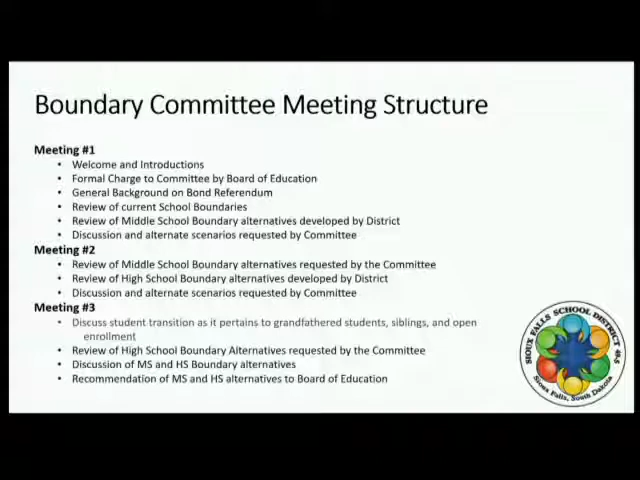 Boundary Committee Meeting Structure
Meeting #1
• Welcome and Introductions
• Formal Charge to Committee by Board of Education
• General Background on Bond Referendum
• Review of current School Boundaries
• Review of Middle School Boundary alternatives developed by District
• Discussion and alternate scenarios requested by Committee
Meeting #2
• Review of Middle School Boundary alternatives requested by the Committee
• Review of High School Boundary alternatives developed by District
• Discussion and alternate scenarios requested by Committee
Meeting #3
• Discuss student transition as it pertains to grandfathered students, siblings, and open
enrollment
• Review of High School Boundary Alternatives requested by the Committee
• Discussion of MS and HS Boundary alternatives
• Recommendation of MS and HS alternatives to Board of Education
SIOUX FALLS SCHOOL DISTRICT 49-5
Sioux Falls, South Dakota